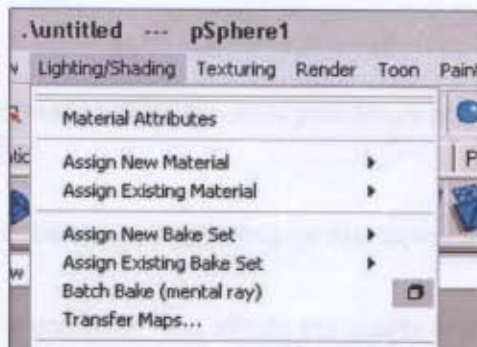 .\untitled --- pSphere1
Lighting/Shading Texturing Render Toon Paint
Material Attributes
Assign New Material
Assign Existing Material
Assign New Bake Set
Assign Existing Bake Set
Batch Bake (mental ray)
Transfer Maps...